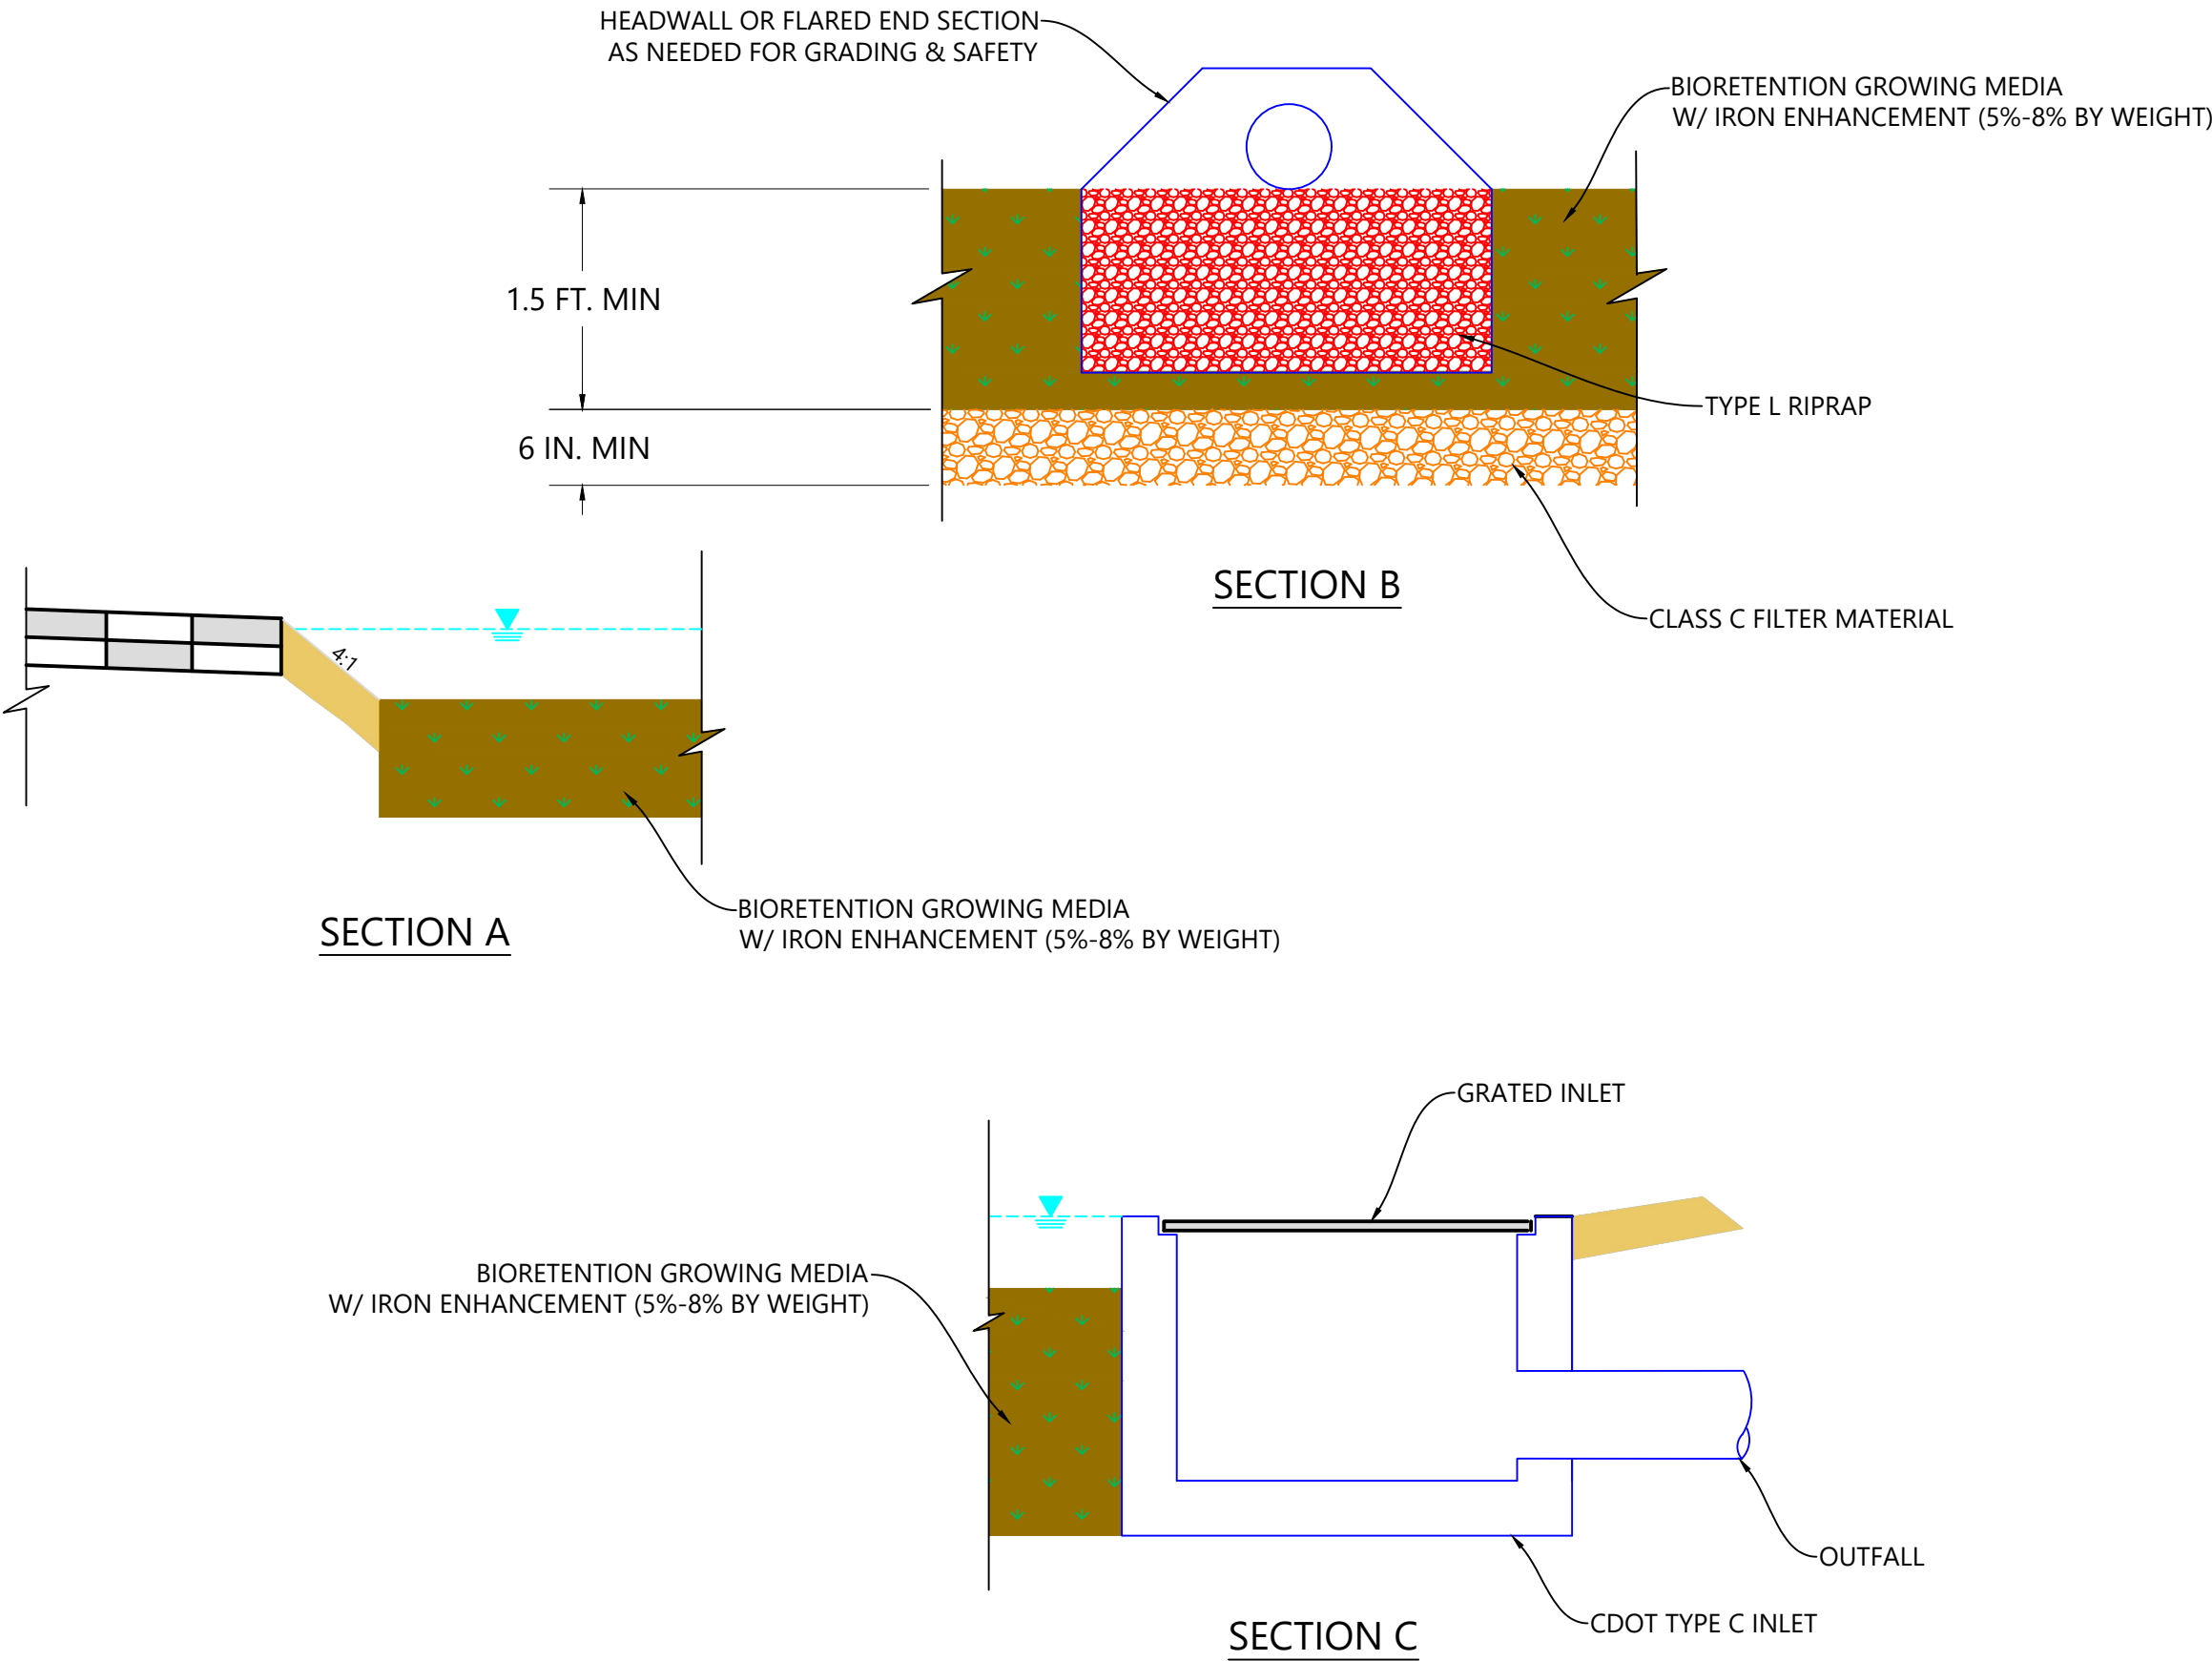 HEADWALL OR FLARED END SECTION
AS NEEDED FOR GRADING & SAFETY
BIORETENTION GROWING MEDIA
W/ IRON ENHANCEMENT (5%-8% BY WEIGHT)
1.5 FT. MIN
6 IN. MIN
TYPE L RIPRAP
CLASS C FILTER MATERIAL
SECTION B
4:1
BIORETENTION GROWING MEDIA
W/ IRON ENHANCEMENT (5%-8% BY WEIGHT)
SECTION A
GRATED INLET
BIORETENTION GROWING MEDIA
W/ IRON ENHANCEMENT (5%-8% BY WEIGHT)
OUTFALL
CDOT TYPE C INLET
SECTION C